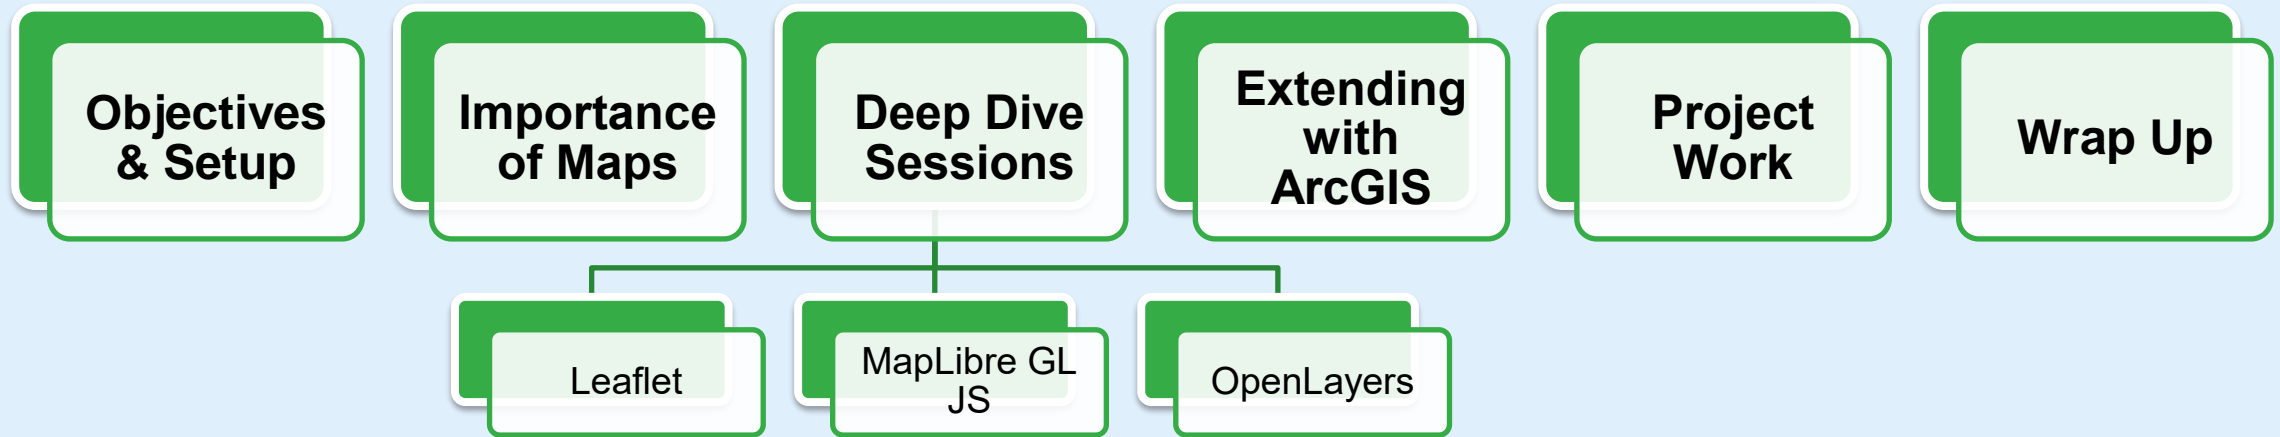 Objectives
& Setup
Importance
of Maps
Deep Dive
Sessions
Extending
with
ArcGIS
Project
Work
Wrap Up
Leaflet
MapLibre GL
JS
OpenLayers